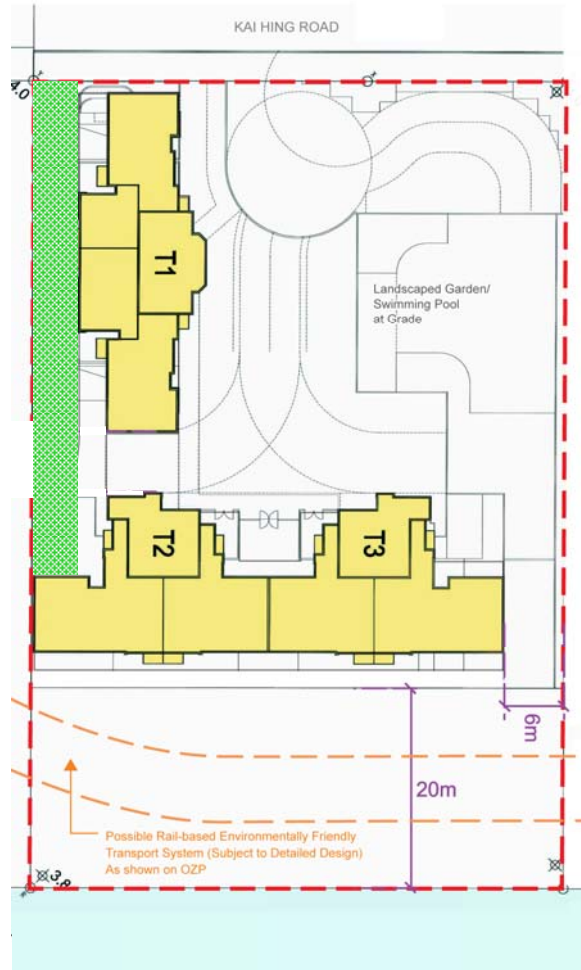 KAI HING ROAD
4.0
T1
Landscaped Garden/
Swimming Pool
at Grade
T2
T3
6m
20m
Possible Rail-based Environmentally Friendly
Transport System (Subject to Detailed Design)
As shown on OZP
3.8